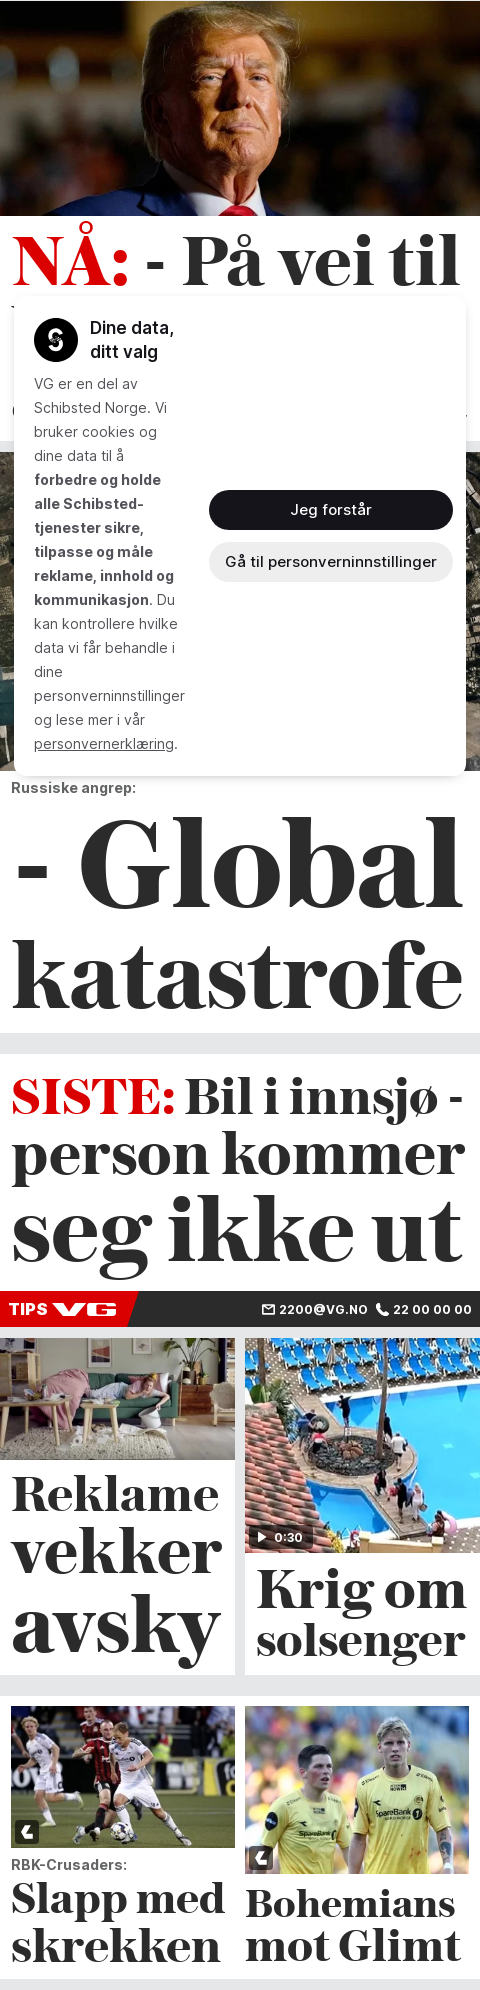 NÅ: - På vei til
Dine data,
ditt valg
VG er en del av
Schibsted Norge. Vi
bruker cookies og
dine data til å
forbedre og holde
alle Schibsted-
tjenester sikre,
tilpasse og måle
reklame, innhold og
kommunikasjon. Du
kan kontrollere hvilke
data vi får behandle i
dine
personverninnstillinger
og lese mer i vår
personvernerklæring.
Jeg forstår
Gå til personverninnstillinger
Russiske angrep:
- Global
katastrofe
SISTE: Bil i innsjø -
person kommer
seg ikke ut
TIPS VG
2200@VG.NO 22 00 00 00
Reklame
vekker
avsky
0:30
Krig om
solsenger
RBK-Crusaders:
Slapp med
skrekken
SpareBank 1
SpareBank
Bohemians
mot Glimt